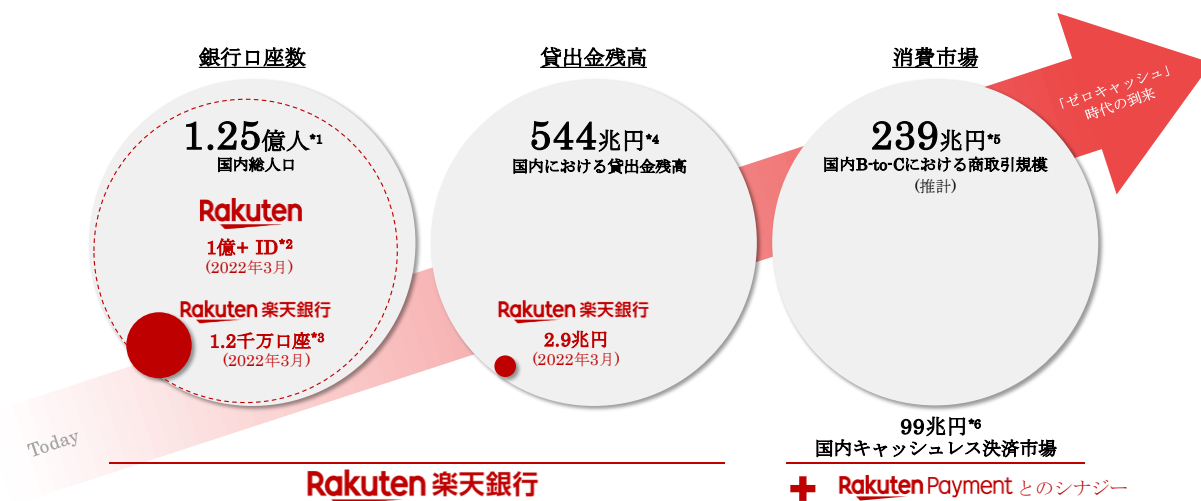 銀行口座数
1.25億人*1
国内総人口
Rakuten
1億+ ID*2
(2022年3月)
Rakuten 楽天銀行
1.2千万口座*3
(2022年3月)
貸出金残高
544兆円*4
国内における貸出金残高
Rakuten 楽天銀行
2.9兆円
(2022年3月)
消費市場
239兆円*5
国内B-to-Cにおける商取引規模
(推計)
99兆円*6
国内キャッシュレス決済市場
「ゼロキャッシュ」
時代の到来
Today
Rakuten 楽天銀行
+ Rakuten Payment とのシナジー